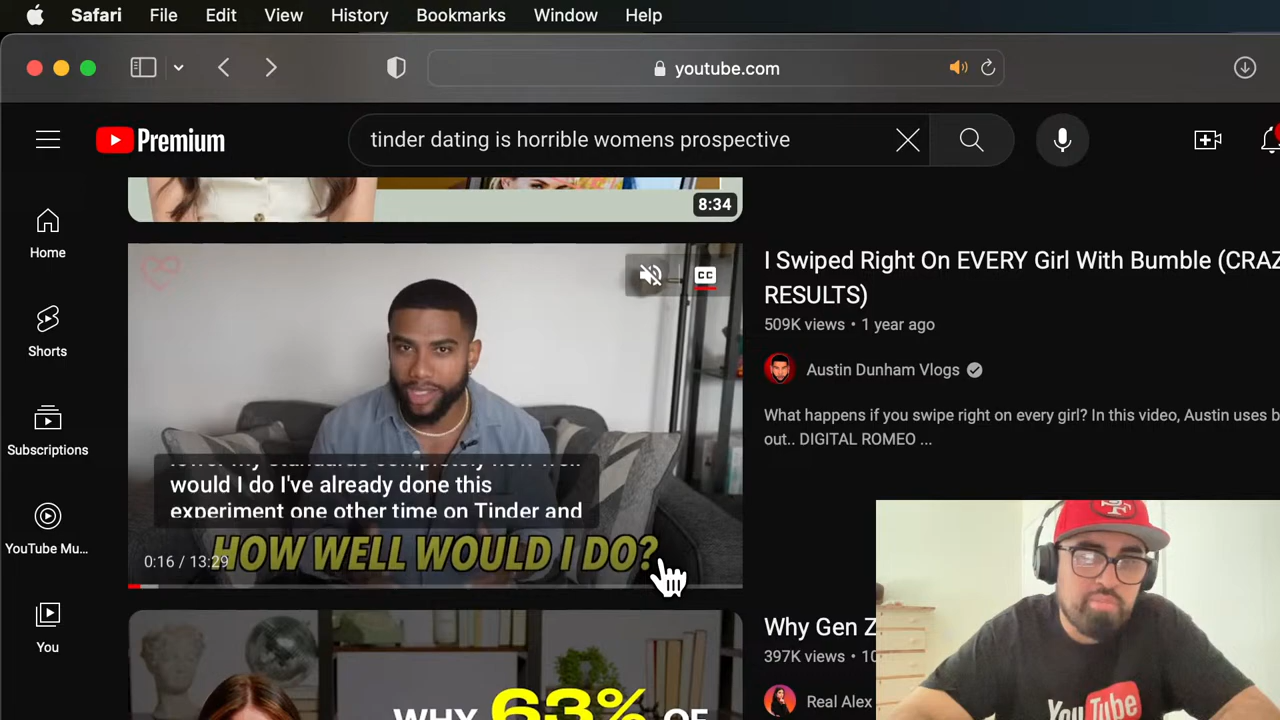 Safari File Edit View History Bookmarks Window Help
youtube.com
Premium
tinder dating is horrible womens prospective
Home
Shorts
Subscriptions
YouTube Mu...
You
8:34
CC
would I do I've already done this
experiment one other time on Tinder and
HOW WELL WOULD I DO?
0:16 / 13:29
I Swiped Right On EVERY Girl With Bumble (CRAZ
RESULTS)
509K views • 1 year ago
Austin Dunham Vlogs
What happens if you swipe right on every girl? In this video, Austin uses b
out.. DIGITAL ROMEO ...
WHY 63% OF
Why Gen Z
397K views • 10
Real Alex
SF
YouTube